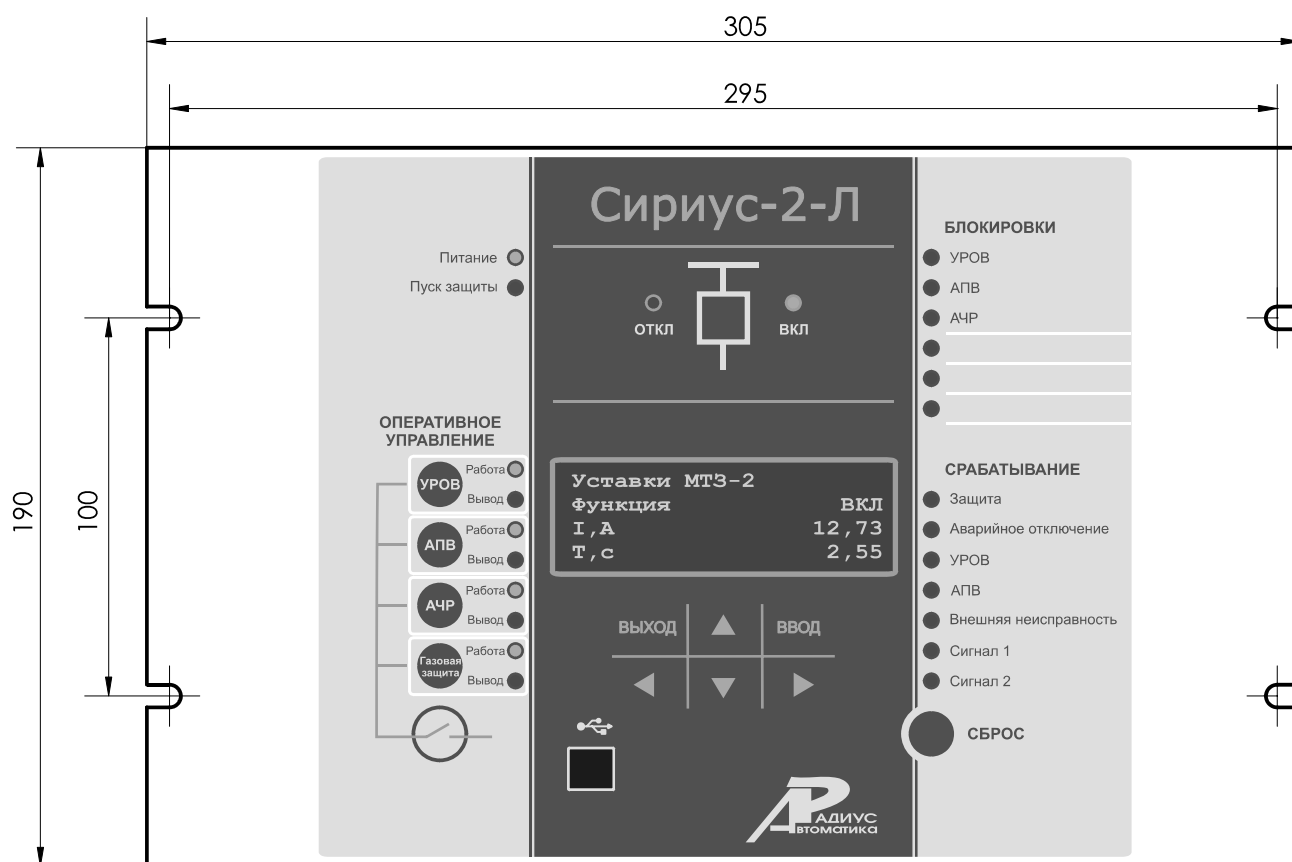 305
295
190
100
Сириус-2-Л
Питание
Пуск защиты
ОТКЛ
ВКЛ
БЛОКИРОВКИ
УРОВ
АПВ
АЧР
ОПЕРАТИВНОЕ
УПРАВЛЕНИЕ
УРОВ
Работа
Вывод
АПВ
Работа
Вывод
АЧР
Работа
Вывод
Газовая
защита
Работа
Вывод
Уставки МТЗ-2
Функция ВКЛ
I,А 12,73
Т,с 2,55
ВЫХОД
ВВОД
СРАБАТЫВАНИЕ
Защита
Аварийное отключение
УРОВ
АПВ
Внешняя неисправность
Сигнал 1
Сигнал 2
СБРОС
РАДИУС
Автоматика